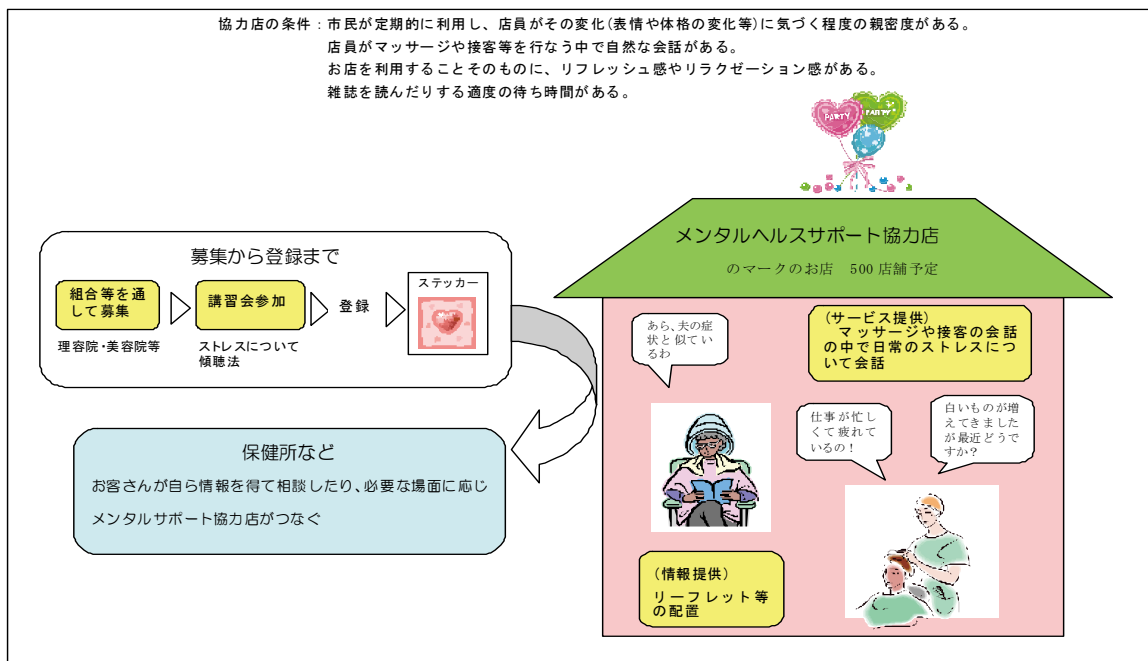 協力店の条件：市民が定期的に利用し、店員がその変化(表情や体格の変化等)に気づく程度の親密度がある。
店員がマッサージや接客等を行なう中で自然な会話がある。
お店を利用することそのものに、リフレッシュ感やリラクゼーション感がある。
雑誌を読んだりする適度の待ち時間がある。
PARTY
PARTY
メンタルヘルスサポート協力店
のマークのお店　500 店舗予定
募集から登録まで
組合等を通
して募集
理容院・美容院等
講習会参加
ストレスについて
傾聴法
登録
ステッカー
あら、夫の症
状と似てい
るわ
(サービス提供)
マッサージや接客の会話
の中で日常のストレスにつ
いて会話
仕事が忙し
くて疲れて
いるの！
白いものが増
えてきました
が最近どうで
すか？
保健所など
お客さんが自ら情報を得て相談したり、必要な場面に応じ
メンタルサポート協力店がつなぐ
(情報提供)
リーフレット等
の配置